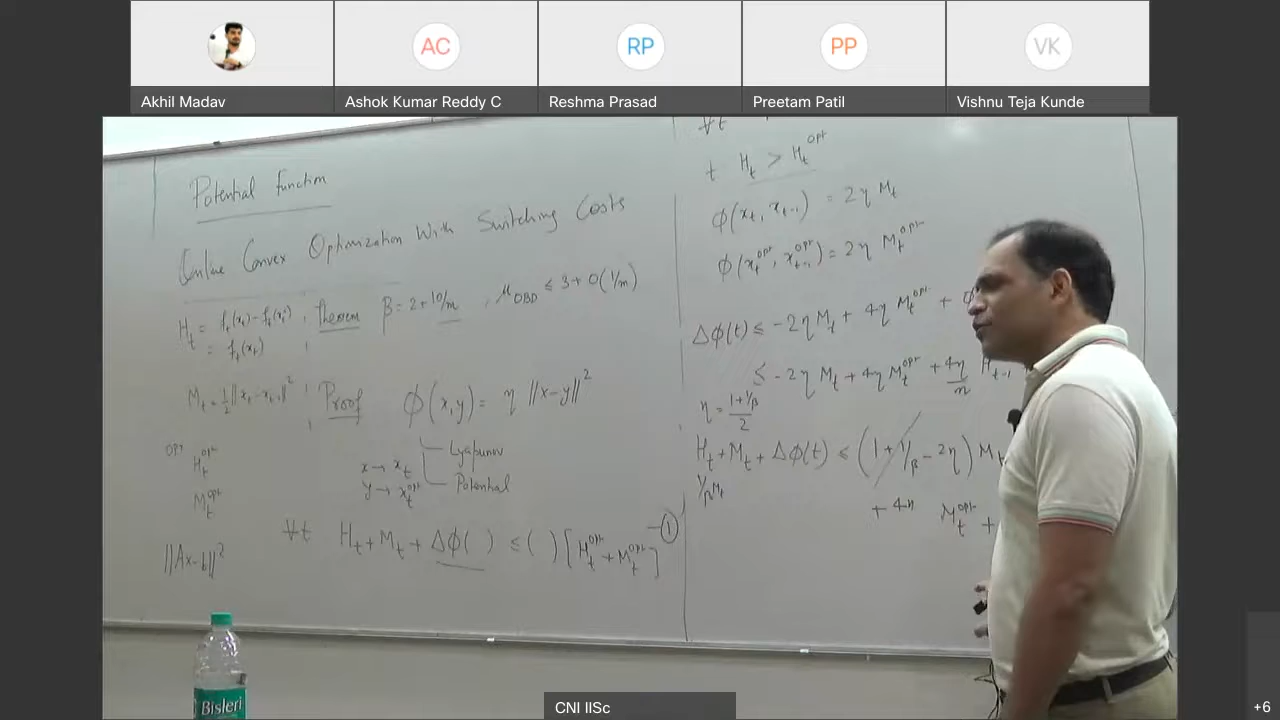 Akhil Madav
AC
Ashok Kumar Reddy C
RP
Reshma Prasad
PP
Preetam Patil
VK
Vishnu Teja Kunde
Potential Function
Online Convex Optimization With Switching Costs
H_t = f_t(x_t) - f_t(x_t*)
= f_t(x_t)
Theorem β = 2 + 10/m , μ_OBD ≤ 3 + O(1/m)
M_t = 1/2 ||x_t - x_{t-1}||²
Proof φ(x,y) = η ||x-y||²
Lyapunov
Potential
x → x_t
y → x_t^opt
OPT
H_t^opt
M_t^opt
||Ax-b||²
∀t H_t + M_t + Δφ( ) ≤ ( ) [H_t^opt + M_t^opt] - ①
∀t
t H_t > H_t^opt
φ(x_t, x_{t-1}) = 2η M_t
φ(x_t^opt, x_{t-1}^opt) = 2η M_t^opt
Δφ(t) ≤ -2η M_t + 4η M_t^opt +
≤ -2η M_t + 4η M_t^opt + 4η/m H_{t-1}
η = (1+1/β)/2
H_t + M_t + Δφ(t) ≤ (1 + 1/β - 2η) M_t
1/β M_t
+ 4η M_t^opt +
Bisleri
CNI IISc
+6